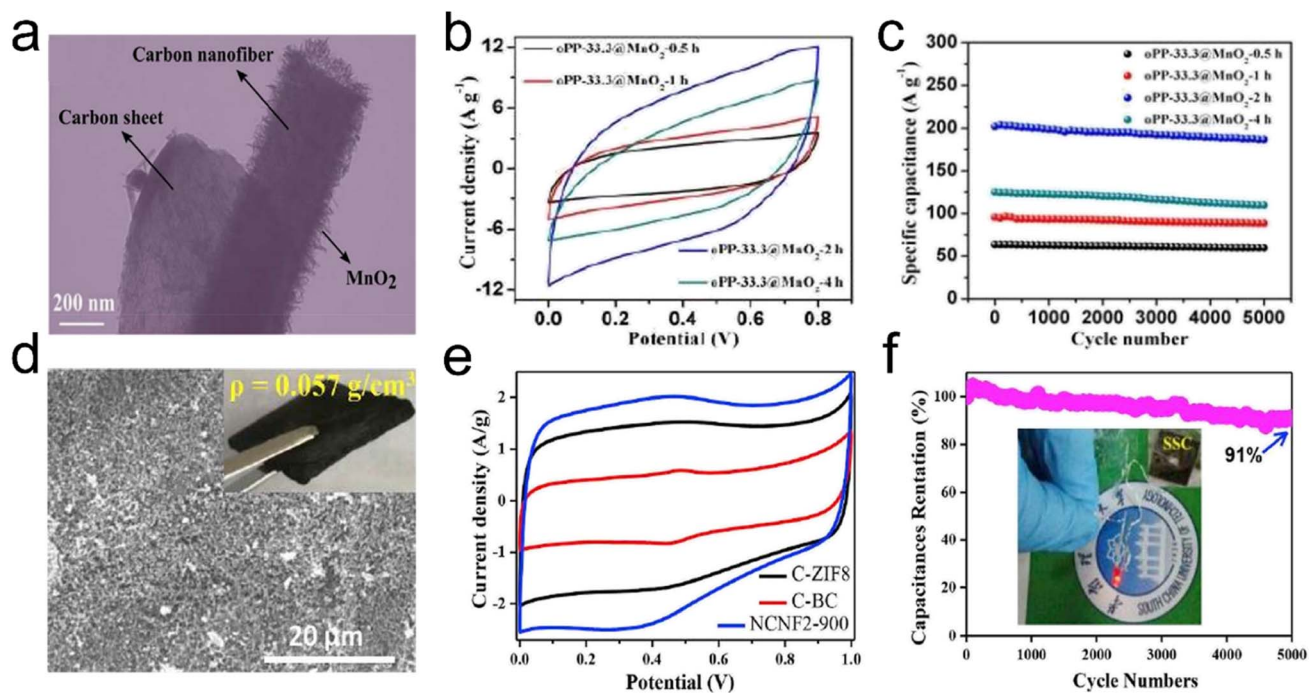 a
Carbon nanofiber
Carbon sheet
MnO2
200 nm
b
Current density (A g-1)
12
6
0
-6
-12
oPP-33.3@MnO2-0.5 h
oPP-33.3@MnO2-1 h
oPP-33.3@MnO2-2 h
oPP-33.3@MnO2-4 h
0.0 0.2 0.4 0.6 0.8
Potential (V)
c
Specific capacitance (A g-1)
300
250
200
150
100
50
0
oPP-33.3@MnO2-0.5 h
oPP-33.3@MnO2-1 h
oPP-33.3@MnO2-2 h
oPP-33.3@MnO2-4 h
0 1000 2000 3000 4000 5000
Cycle number
d
ρ = 0.057 g/cm3
20 μm
e
Current density (A/g)
2
1
0
-1
-2
C-ZIF8
C-BC
NCNF2-900
0.0 0.2 0.4 0.6 0.8 1.0
Potential (V)
f
Capacitances Rentation (%)
100
80
60
40
20
0
91%
SSC
SOUTH CHINA UNIVERSITY OF TECHNOLOGY
0 1000 2000 3000 4000 5000
Cycle Numbers